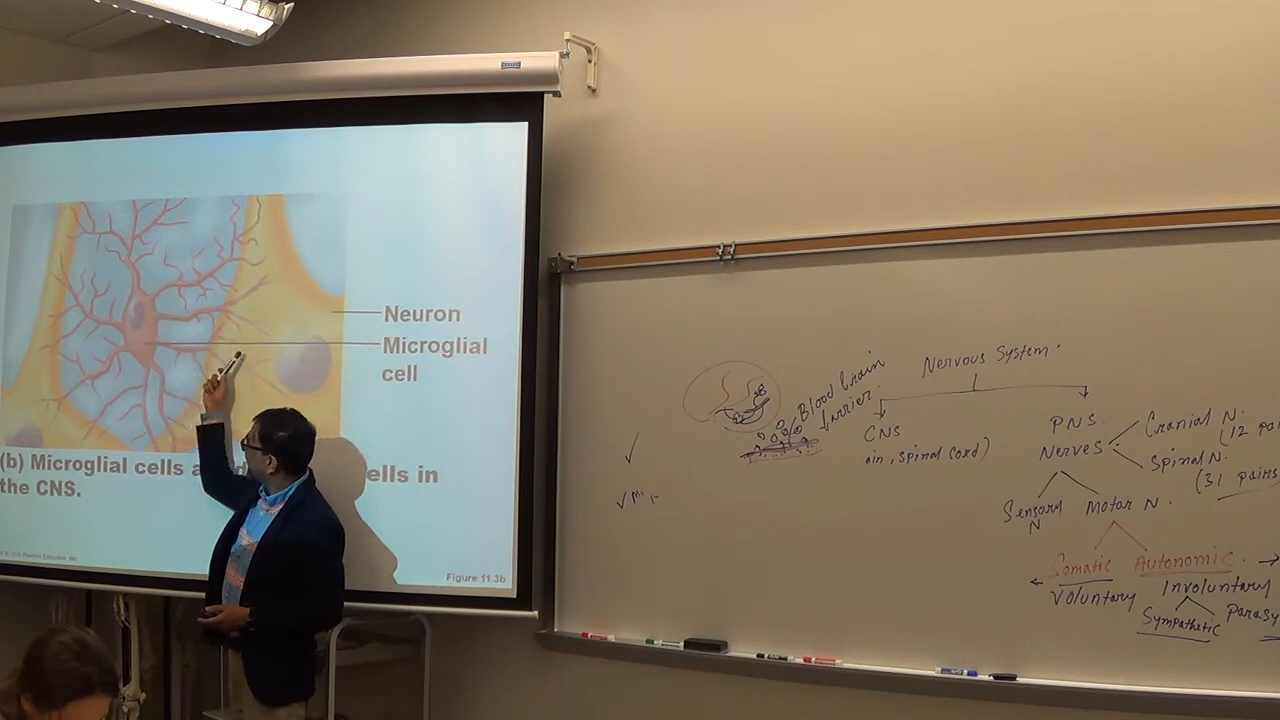 Neuron
Microglial
cell
(b) Microglial cells a
ells in
the CNS.
Figure 11.3b
Nervous System.
Blood brain
barrier
CNS
ain, spinal cord)
PNS.
Nerves
Cranial N.
(12 pai
Spinal N.
(31 pairs
Sensory
N
Motor N.
Somatic
Autonomic.
Voluntary
Involuntary
Sympathetic
Parasy